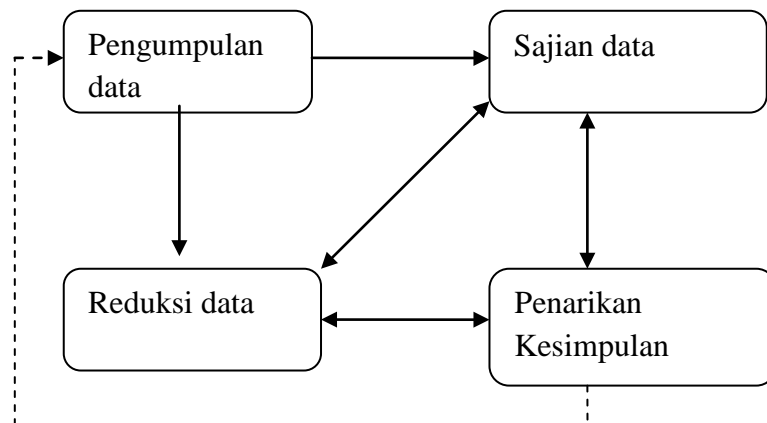 Pengumpulan
data
Sajian data
Reduksi data
Penarikan
Kesimpulan